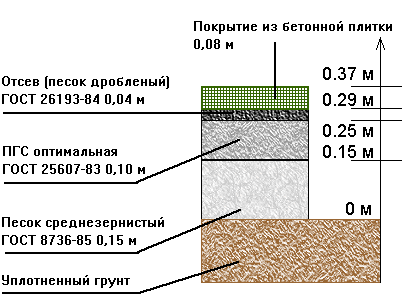 Покрытие из бетонной плитки
0,08 м
Отсев (песок дробленый)
ГОСТ 26193-84 0,04 м
ПГС оптимальная
ГОСТ 25607-83 0,10 м
Песок среднезернистый
ГОСТ 8736-85 0,15 м
Уплотненный грунт
0.37 м
0.29 м
0.25 м
0.15 м
0 м